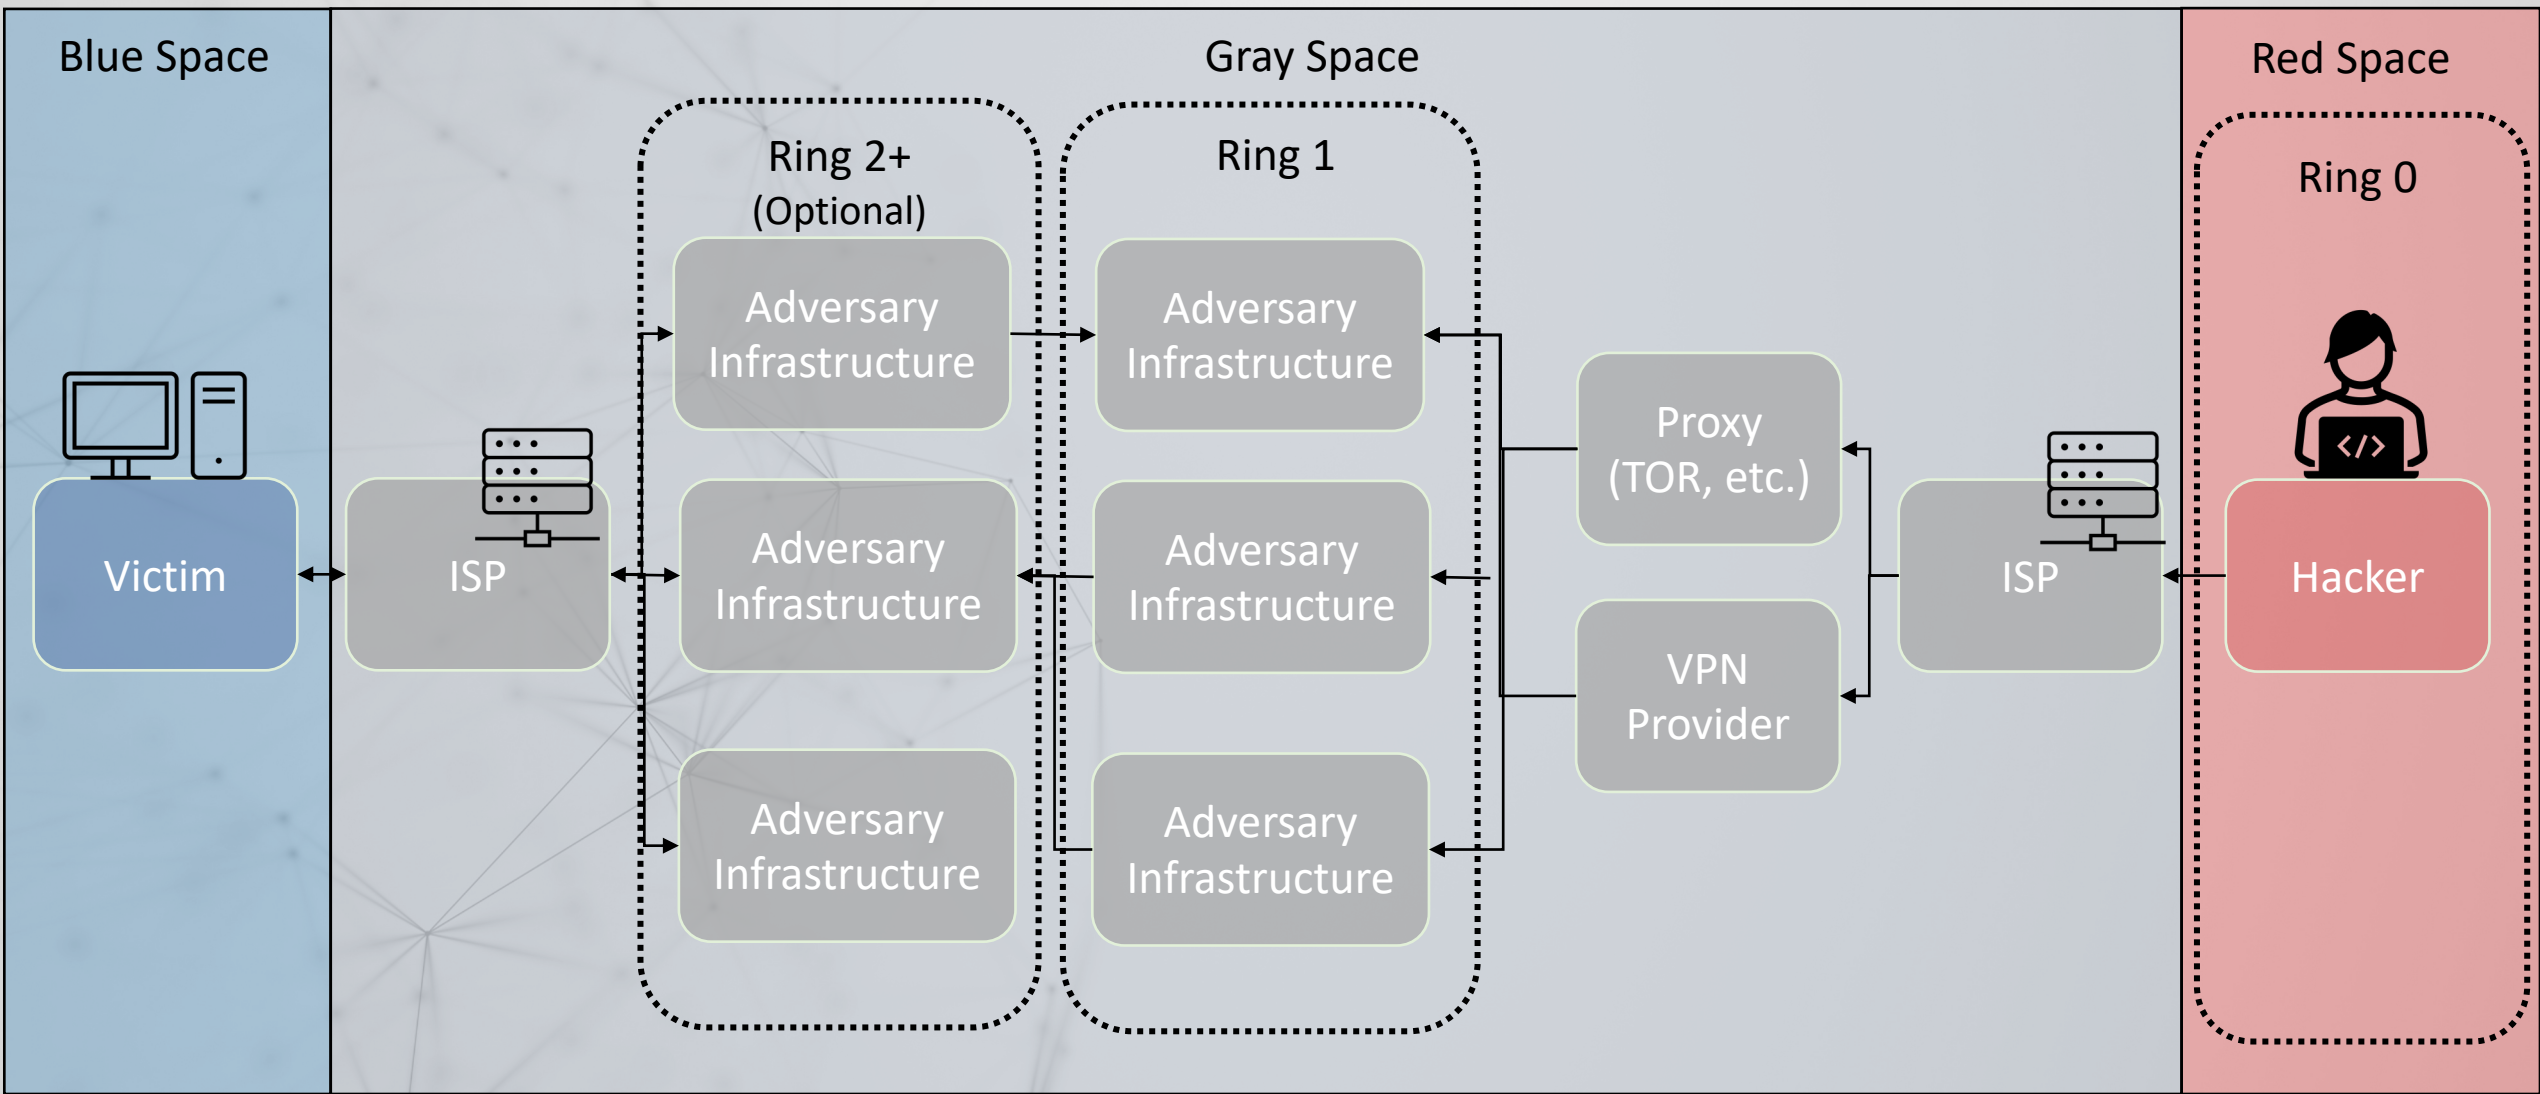 Blue Space
Gray Space
Red Space
Ring 2+
(Optional)
Ring 1
Ring 0
Victim
ISP
Adversary
Infrastructure
Adversary
Infrastructure
Adversary
Infrastructure
Adversary
Infrastructure
Adversary
Infrastructure
Adversary
Infrastructure
Proxy
(TOR, etc.)
VPN
Provider
ISP
</>
Hacker